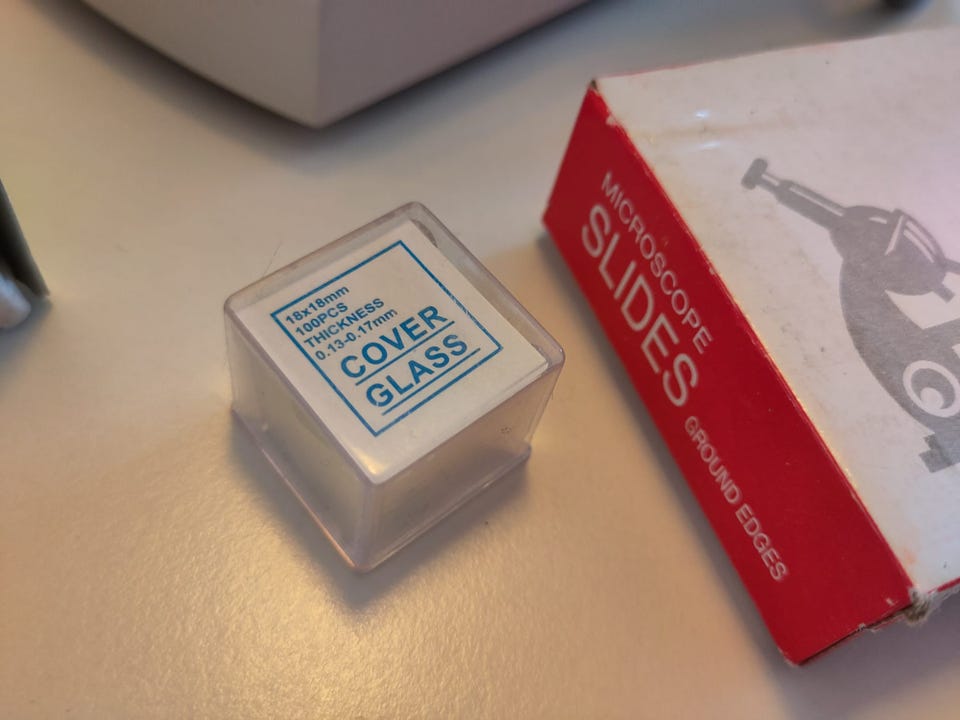 18x18mm
100PCS
THICKNESS
0.13-0.17mm
COVER
GLASS
MICROSCOPE
SLIDES
GROUND EDGES